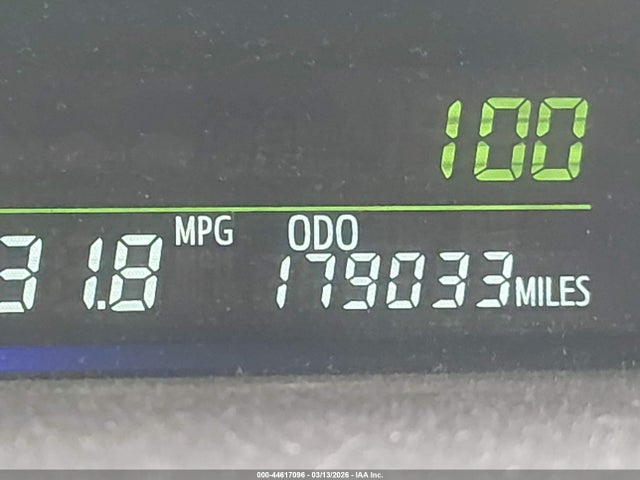 100
31.8 MPG ODO 179033 MILES
000-44617096 - 03/13/2026 - IAA Inc.